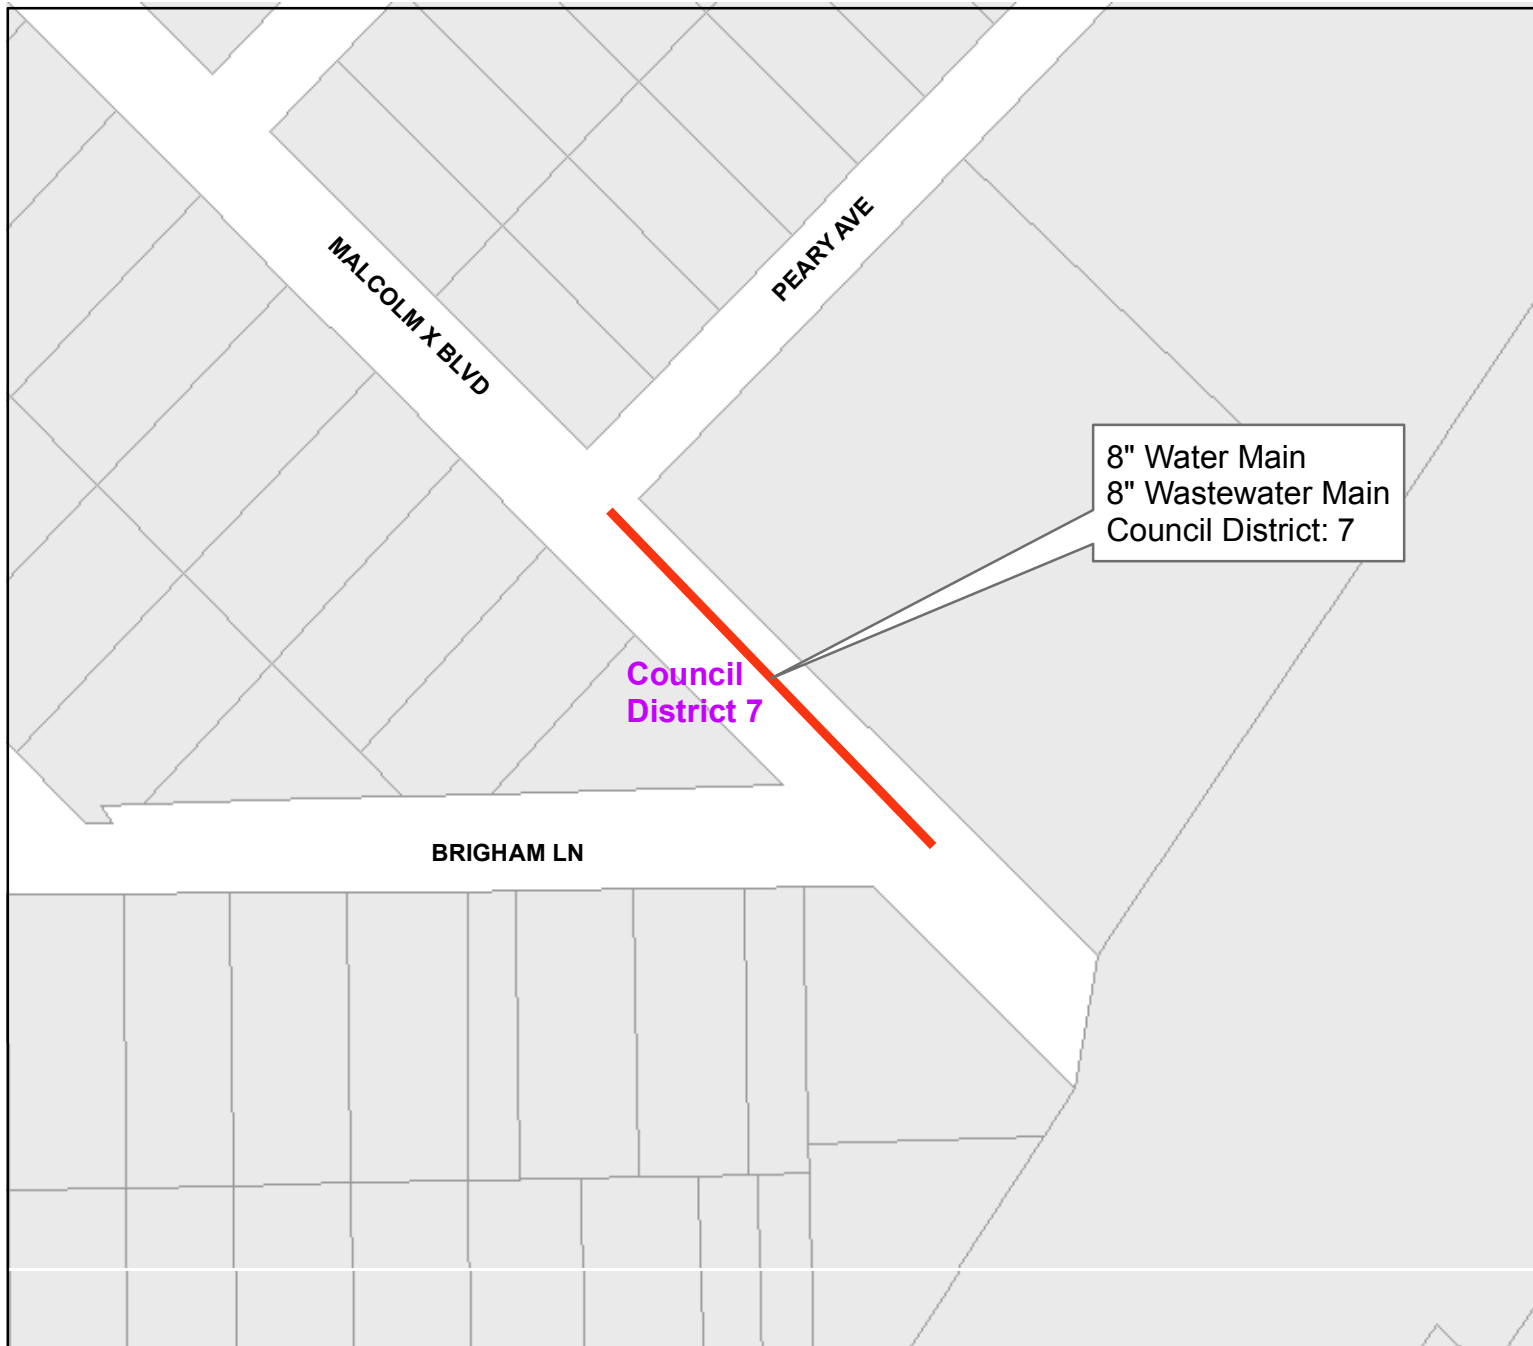 PEARY AVE
MALCOLM X BLVD
8" Water Main
8" Wastewater Main
Council District: 7
Council
District 7
BRIGHAM LN